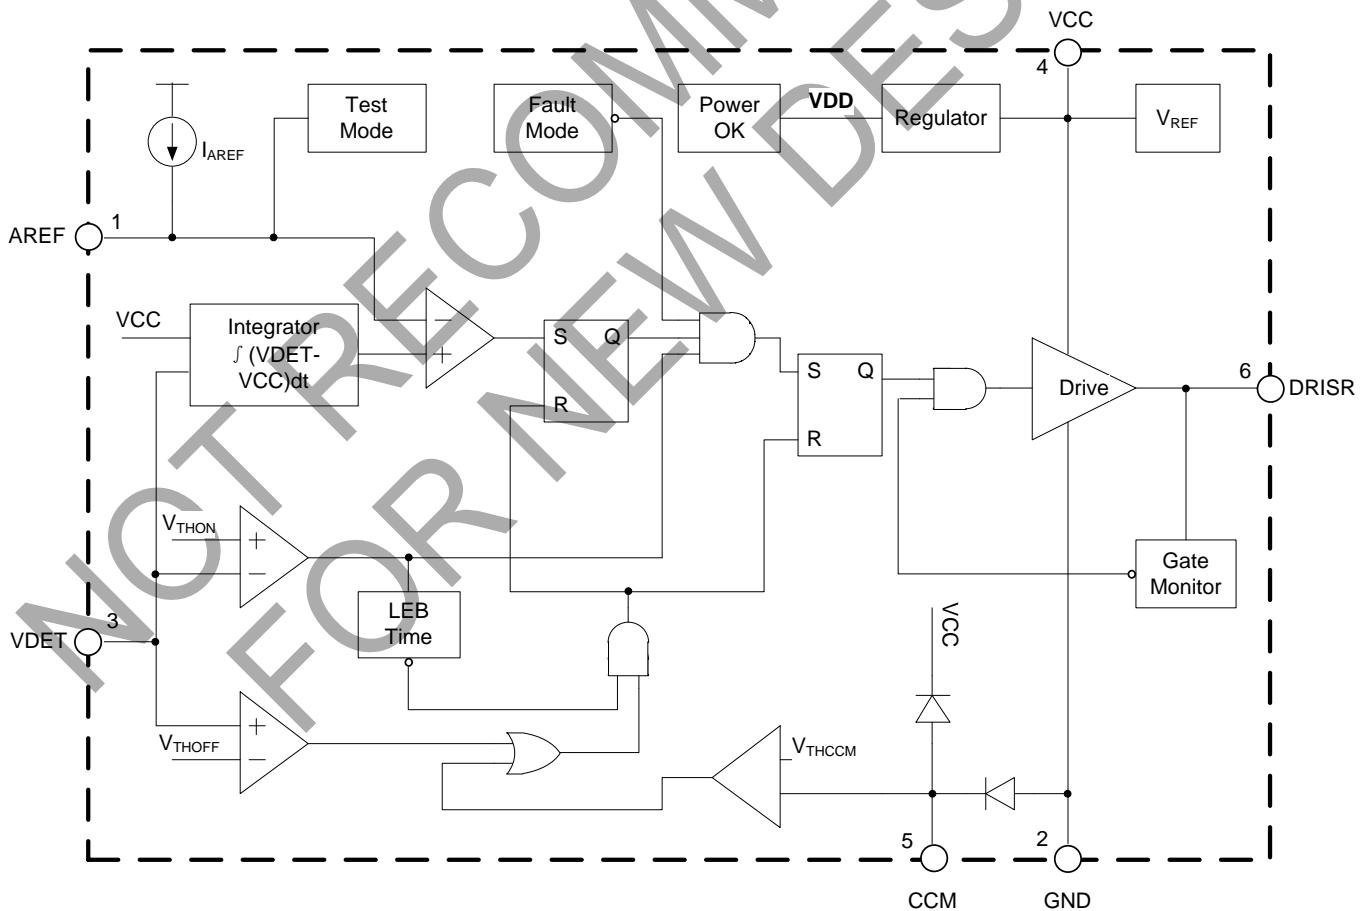 VCC
4
Test
Mode
Fault
Mode
Power
OK
VDD
Regulator
VREF
IAREF
AREF
1
VCC
Integrator
∫ (VDET-
VCC)dt
−
+
S
Q
R
S
Q
R
Drive
6
DRISR
VTHON
+
−
LEB
Time
Gate
Monitor
3
VDET
VCC
+
−
VTHOFF
VTHCCM
5
2
CCM
GND
NOT RECOMM
FOR NEW DES